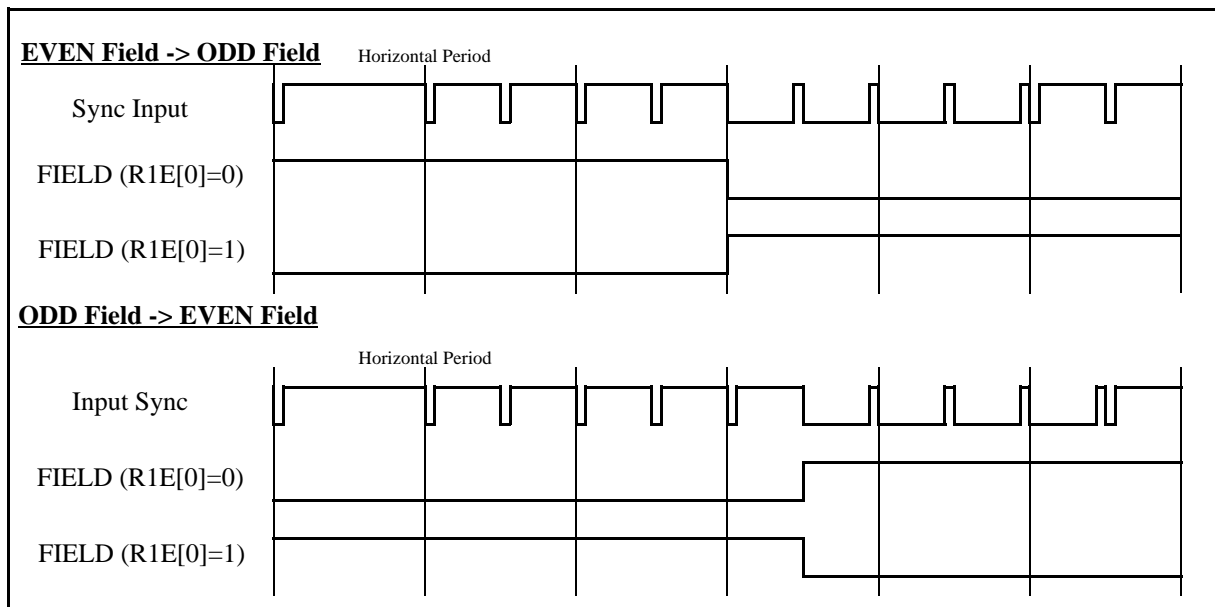 EVEN Field -> ODD Field
Horizontal Period
Sync Input
FIELD (R1E[0]=0)
FIELD (R1E[0]=1)
ODD Field -> EVEN Field
Horizontal Period
Input Sync
FIELD (R1E[0]=0)
FIELD (R1E[0]=1)